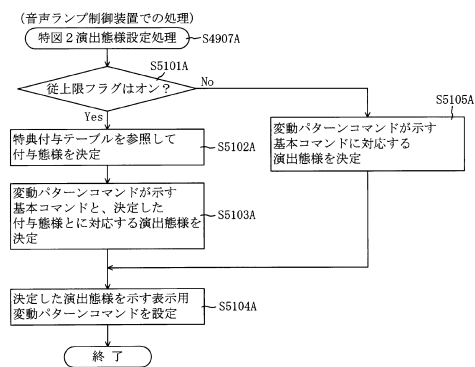 (音声ランプ制御装置での処理)
特図２演出態様設定処理
S4907A
S5101A
従上限フラグはオン？
No
Yes
S5105A
特典付与テーブルを参照して
付与態様を決定
S5102A
変動パターンコマンドが示す
基本コマンドに対応する
演出態様を決定
変動パターンコマンドが示す
基本コマンドと、決定した
付与態様とに対応する演出態様を
決定
S5103A
決定した演出態様を示す表示用
変動パターンコマンドを設定
S5104A
終 了